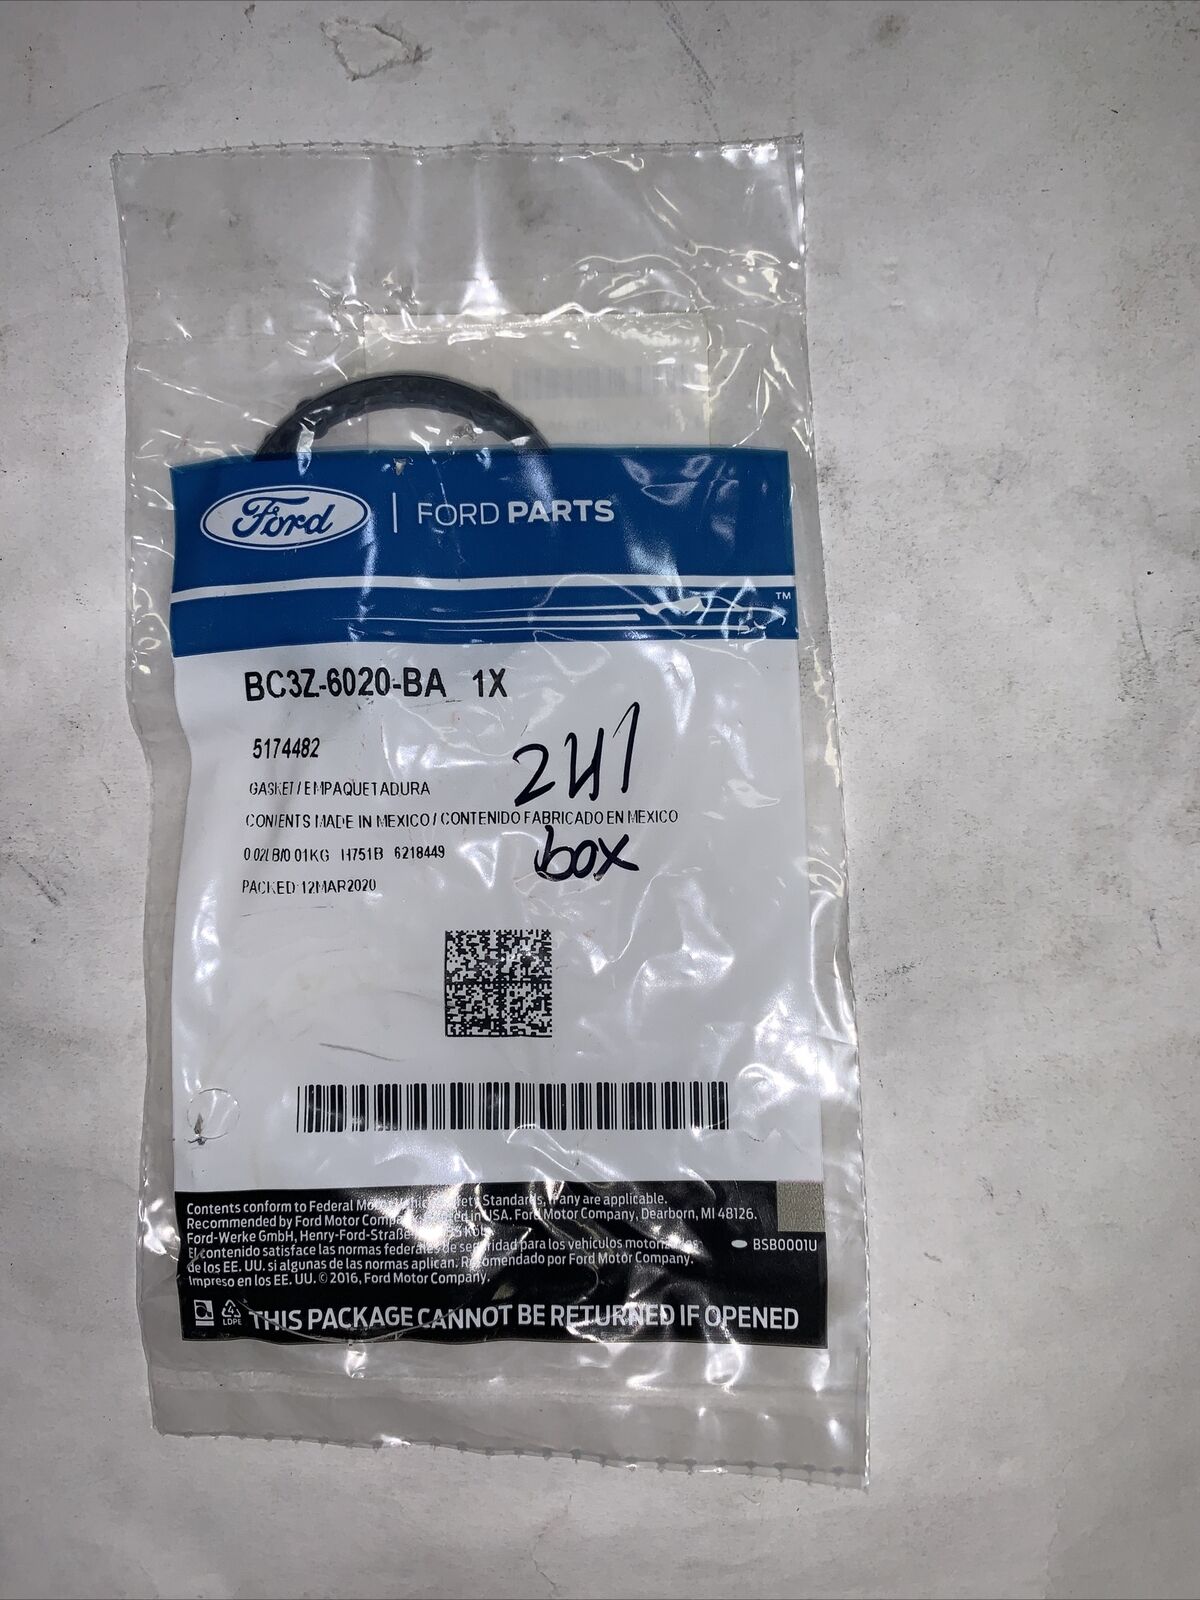 Ford | FORD PARTS
TM
BC3Z-6020-BA 1X
5174482
241
GASKET / EMPAQUETADURA
CONTENTS MADE IN MEXICO / CONTENIDO FABRICADO EN MEXICO
0.02LB/0.01KG H751B 6218449
box
PACKED 12MAR2020
Contents conform to Federal Motor Vehicle Safety Standards, if any are applicable.
Recommended by Ford Motor Company. Printed in USA. Ford Motor Company, Dearborn, MI 48126.
Ford-Werke GmbH, Henry-Ford-Straße
El contenido satisface las normas federales de seguridad para los vehículos motorizados
BSB0001U
de los EE. UU. si algunas de las normas aplican. Recomendado por Ford Motor Company.
Impreso en los EE. UU. © 2016, Ford Motor Company.
4
LDPE
THIS PACKAGE CANNOT BE RETURNED IF OPENED